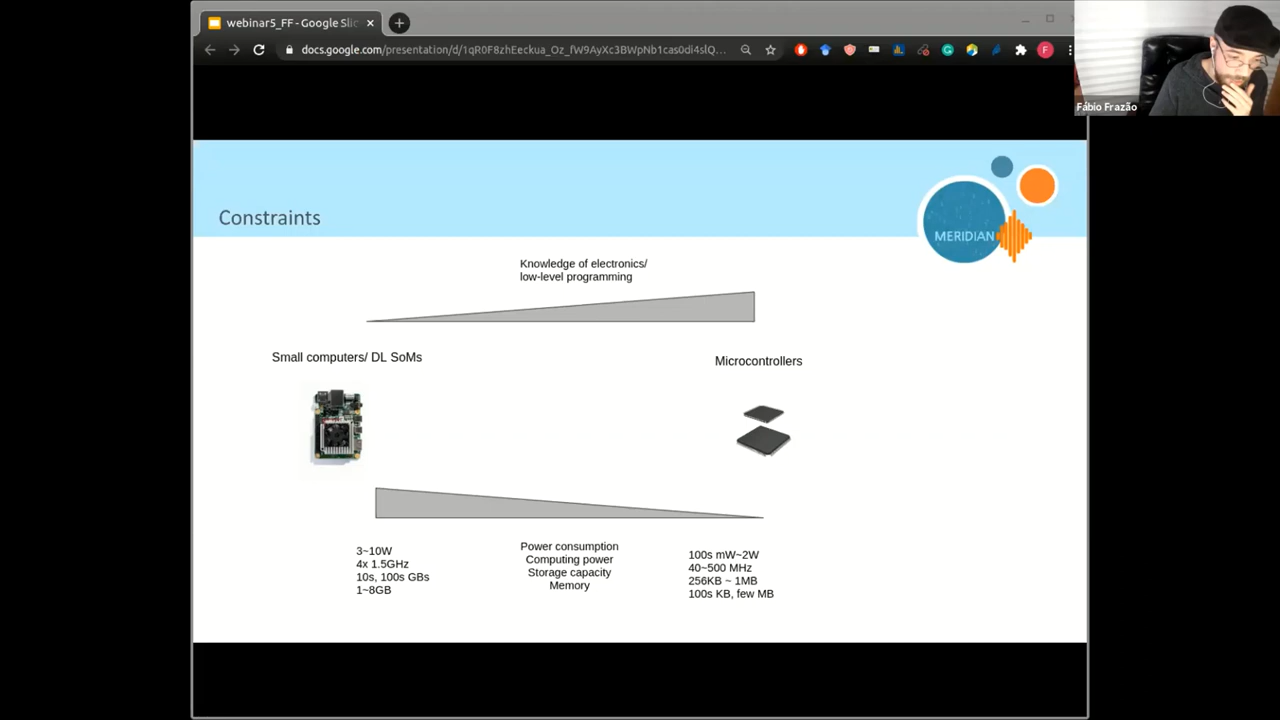 webinar5_FF - Google Slic
docs.google.com/presentation/d/1qR0F8zhEeckua_Oz_fW9AyXc3BWpNb1cas0di4slQ...
F
Fábio Frazão
Constraints
MERIDIAN
Knowledge of electronics/
low-level programming
Small computers/ DL SoMs
Microcontrollers
3~10W
4x 1.5GHz
10s, 100s GBs
1~8GB
Power consumption
Computing power
Storage capacity
Memory
100s mW~2W
40~500 MHz
256KB ~ 1MB
100s KB, few MB